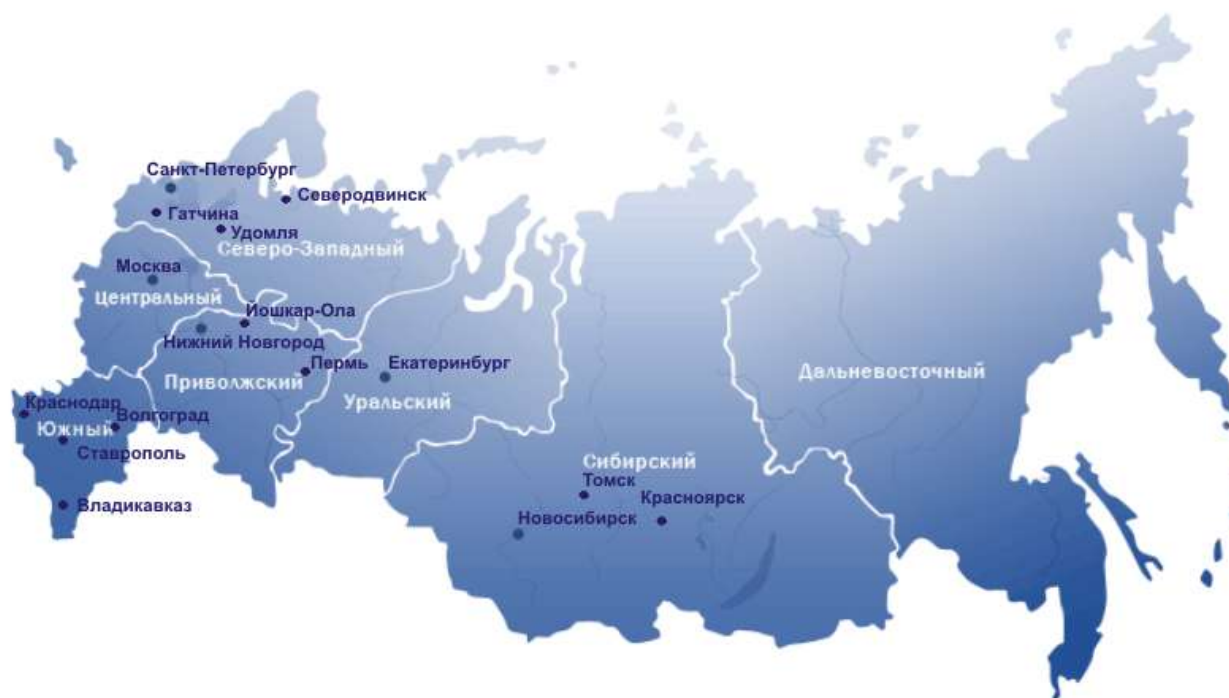 Санкт-Петербург
Северодвинск
Гатчина
Удомля
Северо-Западный
Москва
Центральный
Йошкар-Ола
Нижний Новгород
Пермь
Екатеринбург
Приволжский
Уральский
Дальневосточный
Краснодар
Волгоград
Южный
Ставрополь
Сибирский
Томск
Красноярск
Владикавказ
Новосибирск